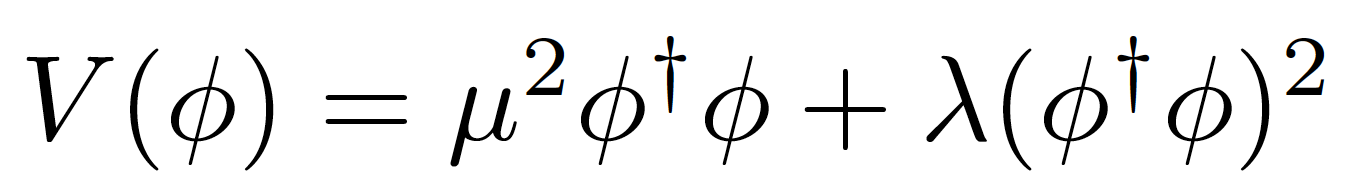 V(ϕ) = μ²ϕ†ϕ + λ(ϕ†ϕ)²